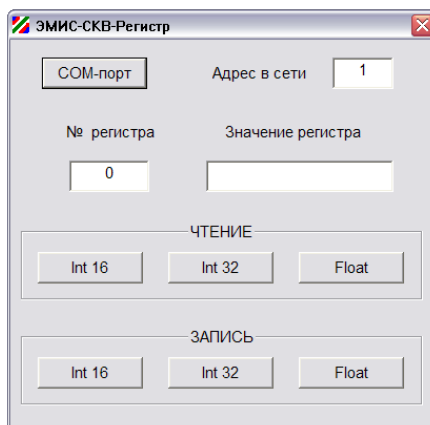 ЭМИС-СКВ-Регистр
COM-порт Адрес в сети 1
№ регистра Значение регистра
0
ЧТЕНИЕ
Int 16 Int 32 Float
ЗАПИСЬ
Int 16 Int 32 Float